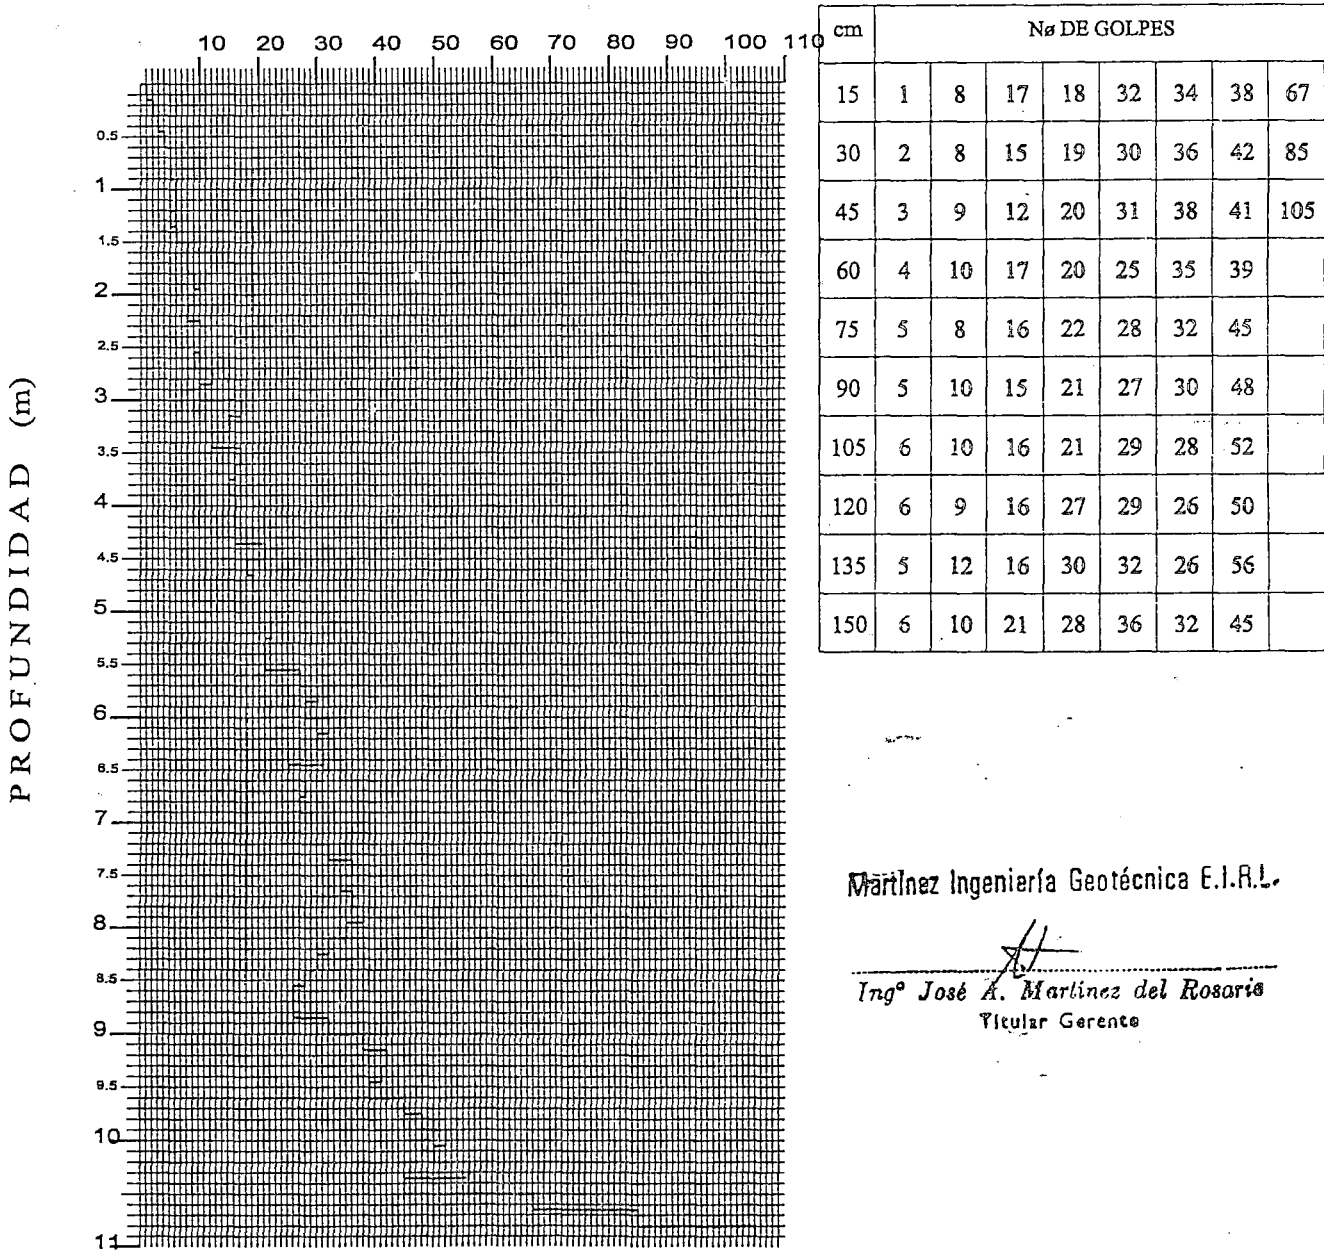 10 20 30 40 50 60 70 80 90 100 110
0.5
1
1.5
2
2.5
3
3.5
4
4.5
5
5.5
6
6.5
7
7.5
8
8.5
9
9.5
10
11
PROFUNDIDAD (m)
cm Nø DE GOLPES
15 1 8 17 18 32 34 38 67
30 2 8 15 19 30 36 42 85
45 3 9 12 20 31 38 41 105
60 4 10 17 20 25 35 39
75 5 8 16 22 28 32 45
90 5 10 15 21 27 30 48
105 6 10 16 21 29 28 52
120 6 9 16 27 29 26 50
135 5 12 16 30 32 26 56
150 6 10 21 28 36 32 45
Martínez Ingeniería Geotécnica E.I.R.L.
Ingº José A. Martínez del Rosario
Titular Gerente